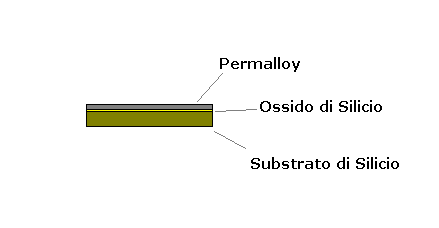 Permalloy
Ossido di Silicio
Substrato di Silicio